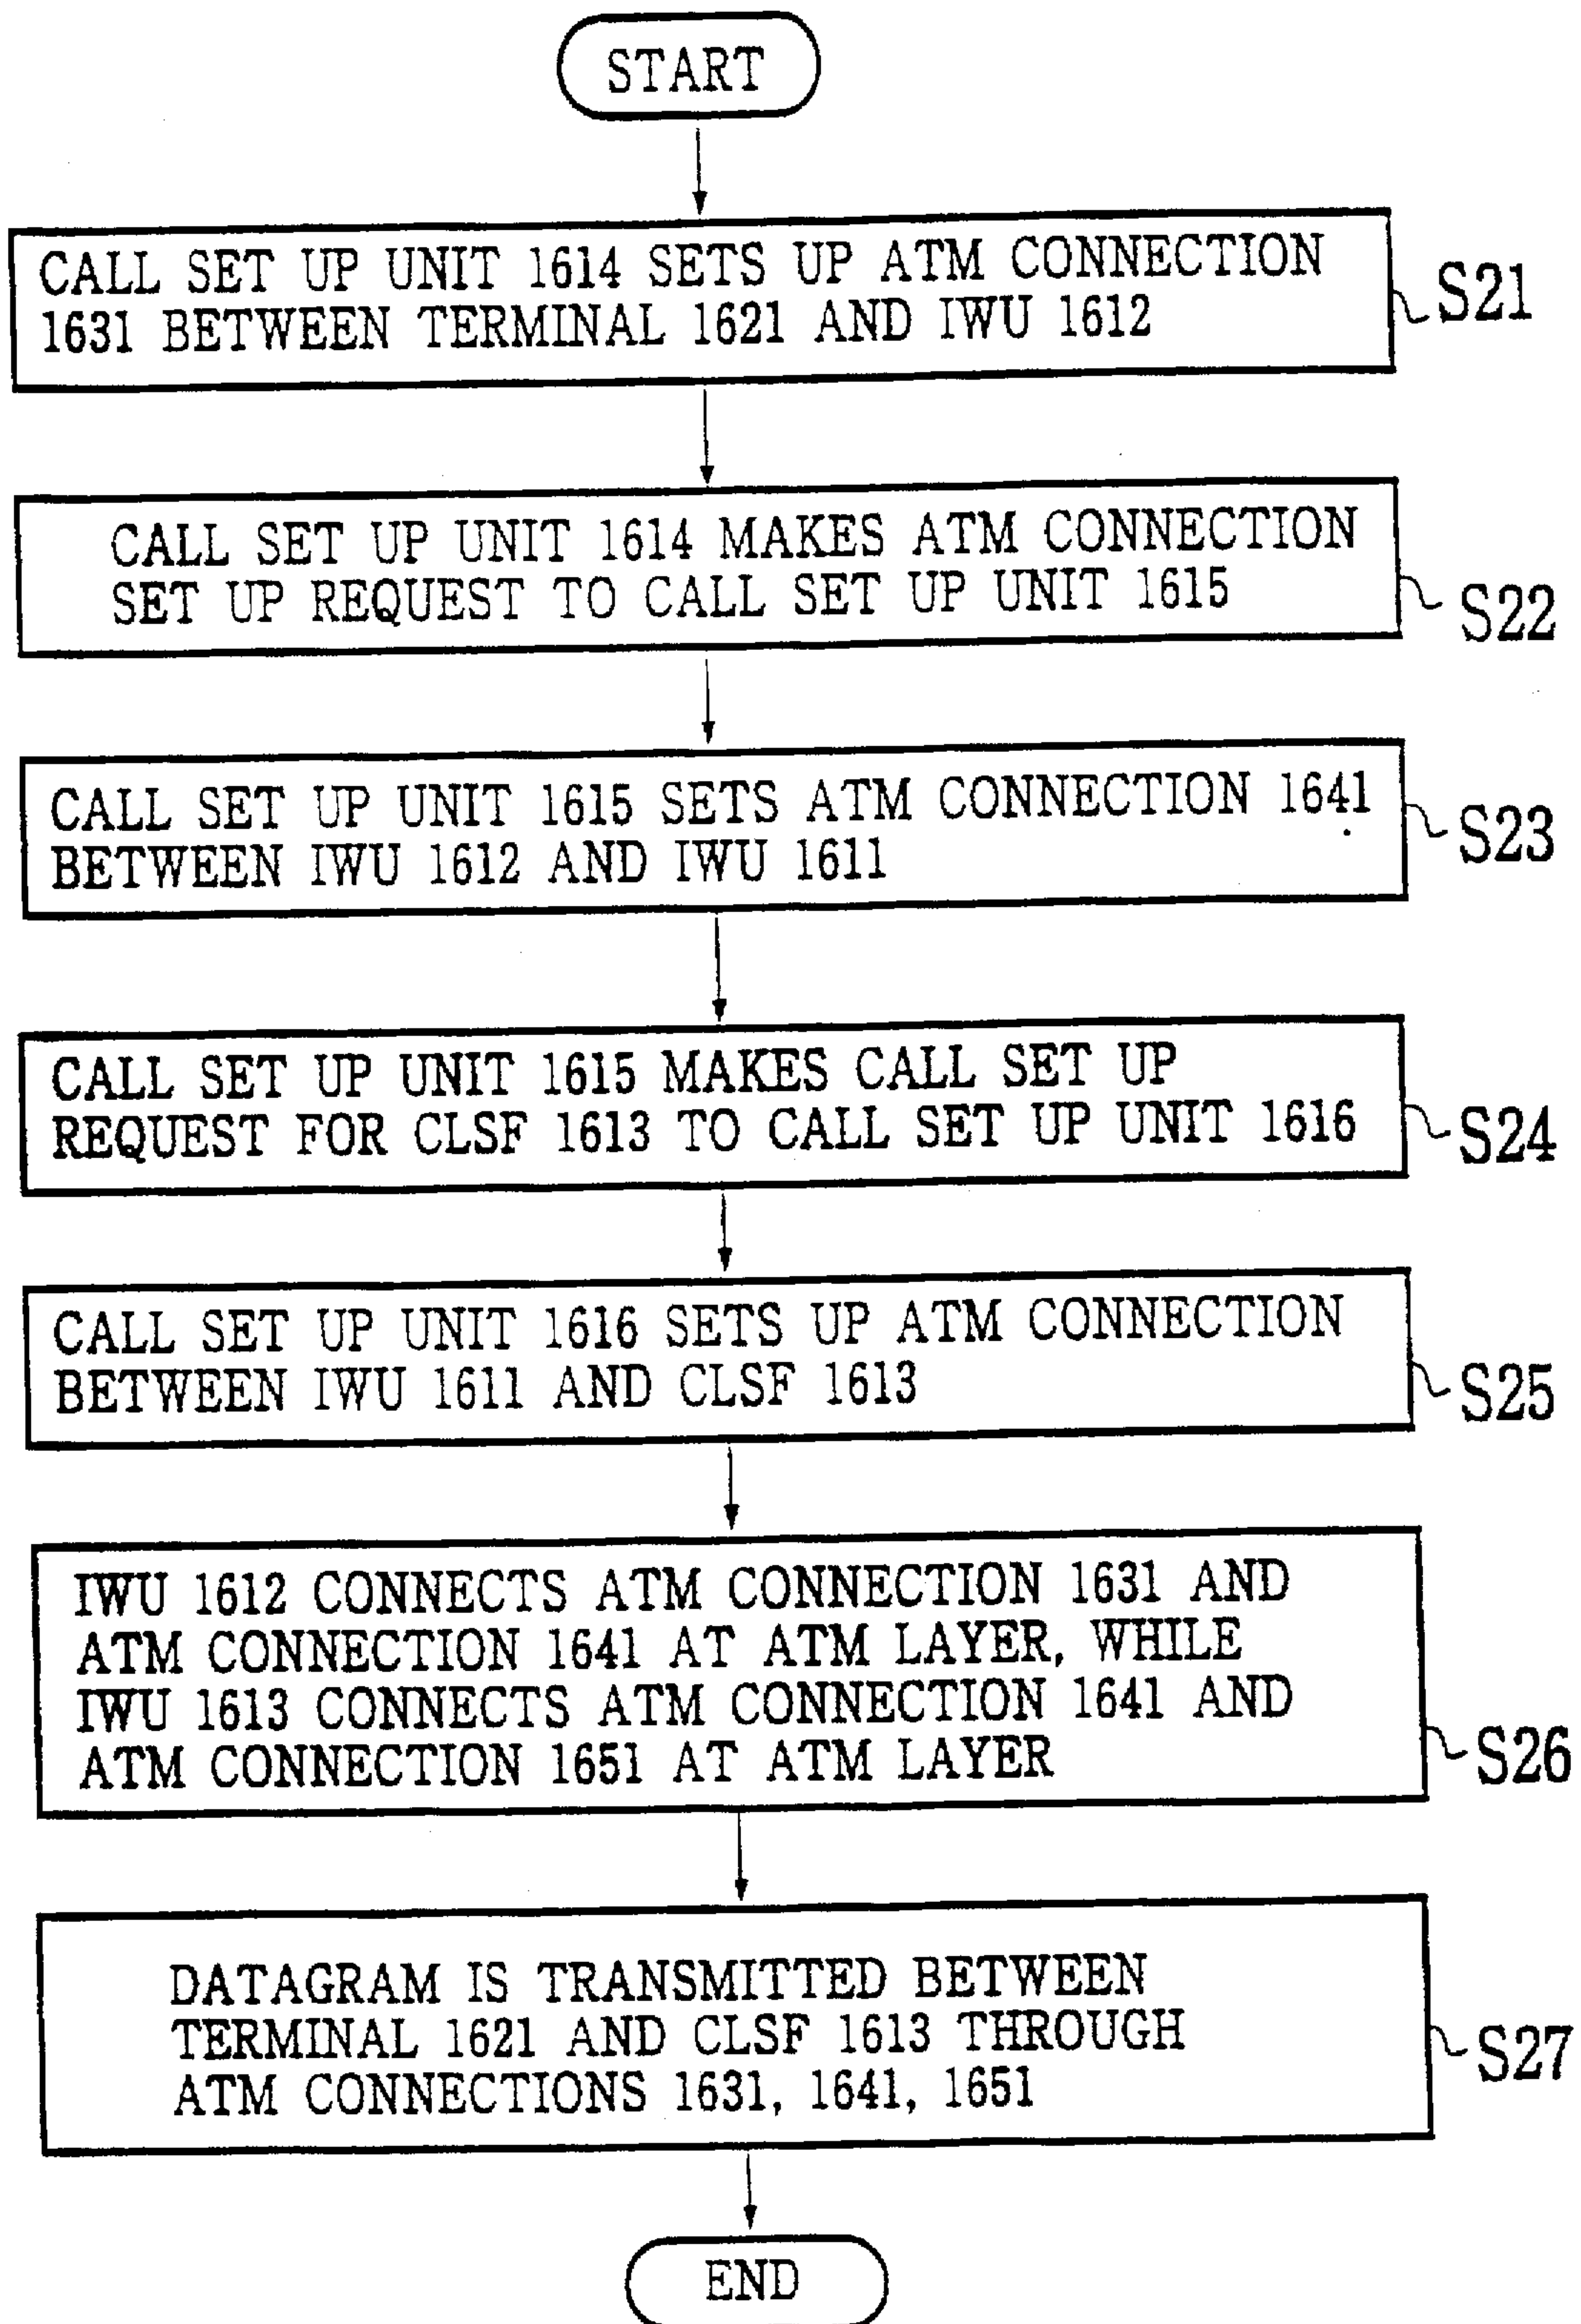 START
CALL SET UP UNIT 1614 SETS UP ATM CONNECTION
1631 BETWEEN TERMINAL 1621 AND IWU 1612
S21
CALL SET UP UNIT 1614 MAKES ATM CONNECTION
SET UP REQUEST TO CALL SET UP UNIT 1615
S22
CALL SET UP UNIT 1615 SETS ATM CONNECTION 1641
BETWEEN IWU 1612 AND IWU 1611
S23
CALL SET UP UNIT 1615 MAKES CALL SET UP
REQUEST FOR CLSF 1613 TO CALL SET UP UNIT 1616
S24
CALL SET UP UNIT 1616 SETS UP ATM CONNECTION
BETWEEN IWU 1611 AND CLSF 1613
S25
IWU 1612 CONNECTS ATM CONNECTION 1631 AND
ATM CONNECTION 1641 AT ATM LAYER, WHILE
IWU 1613 CONNECTS ATM CONNECTION 1641 AND
ATM CONNECTION 1651 AT ATM LAYER
S26
DATAGRAM IS TRANSMITTED BETWEEN
TERMINAL 1621 AND CLSF 1613 THROUGH
ATM CONNECTIONS 1631, 1641, 1651
S27
END